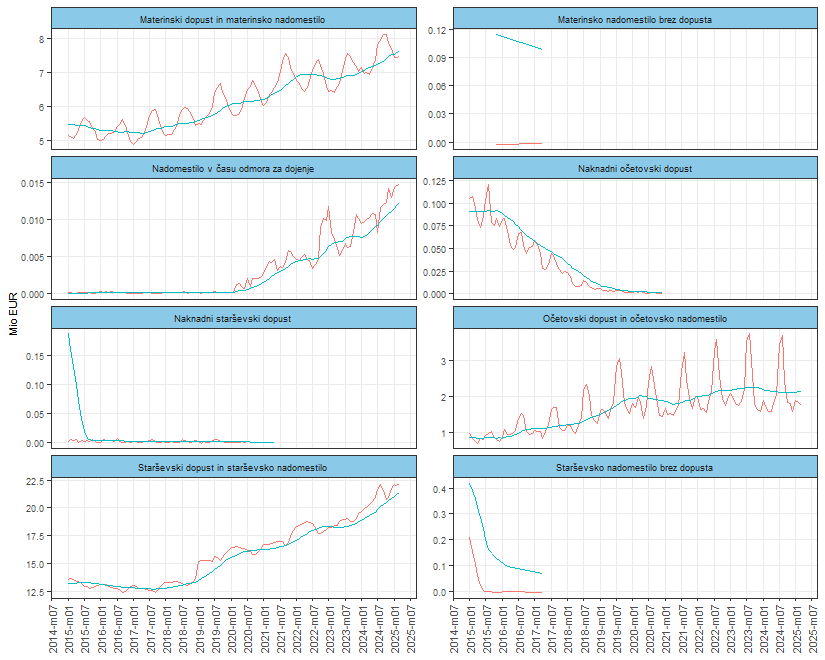 Materinski dopust in materinsko nadomestilo
8
7
6
5
Materinsko nadomestilo brez dopusta
0.12
0.09
0.06
0.03
0.00
Nadomestilo v času odmora za dojenje
0.015
0.010
0.005
0.000
Naknadni očetovski dopust
0.125
0.100
0.075
0.050
0.025
0.000
Mio EUR
Naknadni starševski dopust
0.15
0.10
0.05
0.00
Očetovski dopust in očetovsko nadomestilo
3
2
1
Starševski dopust in starševsko nadomestilo
22.5
20.0
17.5
15.0
12.5
Starševsko nadomestilo brez dopusta
0.4
0.3
0.2
0.1
0.0
2014-m07
2015-m01
2015-m07
2016-m01
2016-m07
2017-m01
2017-m07
2018-m01
2018-m07
2019-m01
2019-m07
2020-m01
2020-m07
2021-m01
2021-m07
2022-m01
2022-m07
2023-m01
2023-m07
2024-m01
2024-m07
2025-m01
2025-m07
2014-m07
2015-m01
2015-m07
2016-m01
2016-m07
2017-m01
2017-m07
2018-m01
2018-m07
2019-m01
2019-m07
2020-m01
2020-m07
2021-m01
2021-m07
2022-m01
2022-m07
2023-m01
2023-m07
2024-m01
2024-m07
2025-m01
2025-m07